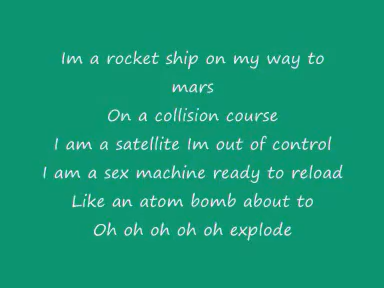 Im a rocket ship on my way to
mars
On a collision course
I am a satellite Im out of control
I am a sex machine ready to reload
Like an atom bomb about to
Oh oh oh oh oh explode